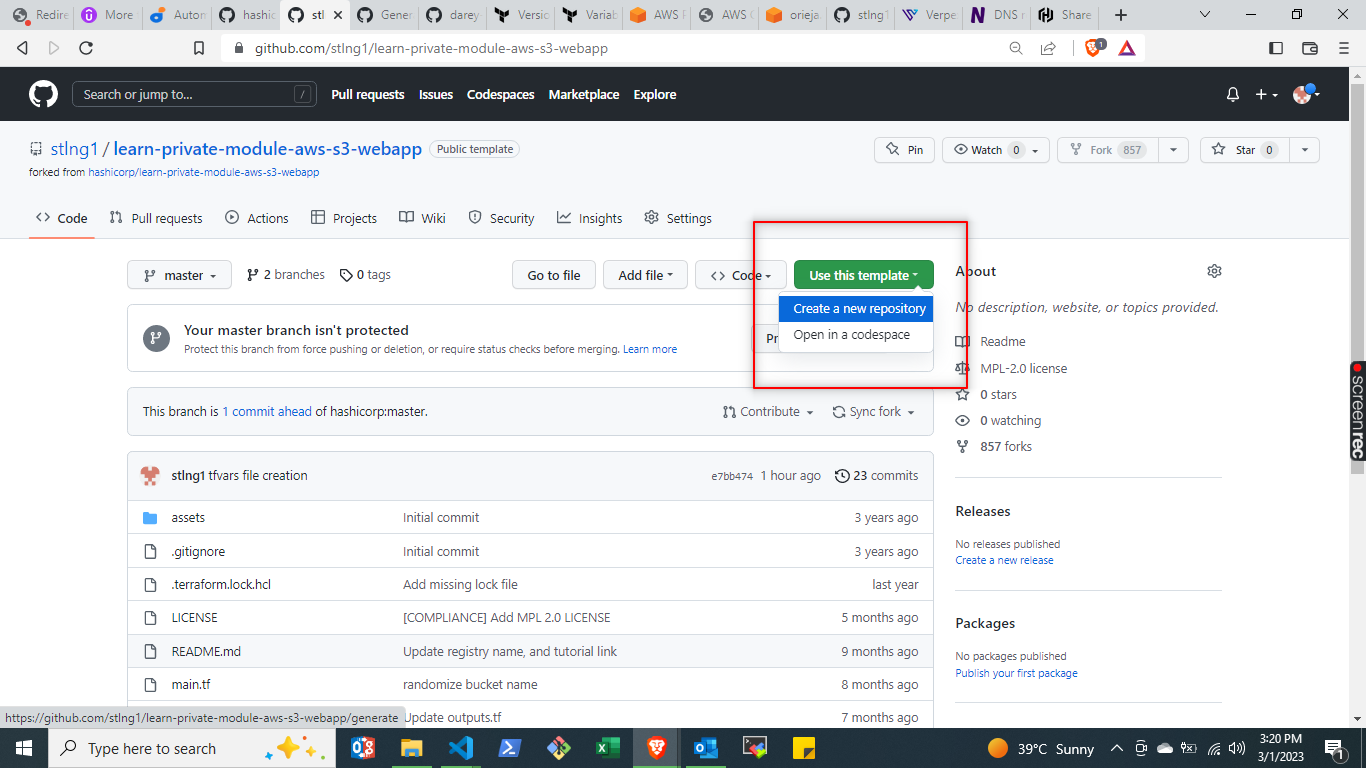 Redire
More
Auton
hashic
stl
Gener
darey-
Versio
Variab
AWS F
AWS C
orieja.
stlng1
Verpe
DNS n
Share
github.com/stlng1/learn-private-module-aws-s3-webapp
1
Search or jump to...
/
Pull requests Issues Codespaces Marketplace Explore
stlng1 / learn-private-module-aws-s3-webapp Public template
Pin
Watch 0
Fork 857
Star 0
forked from hashicorp/learn-private-module-aws-s3-webapp
Code Pull requests Actions Projects Wiki Security Insights Settings
master 2 branches 0 tags
Go to file Add file Code Use this template
Create a new repository
Open in a codespace
Your master branch isn't protected
Protect this branch from force pushing or deletion, or require status checks before merging. Learn more
Pr
This branch is 1 commit ahead of hashicorp:master.
Contribute Sync fork
stlng1 tfvars file creation e7bb474 1 hour ago 23 commits
assets Initial commit 3 years ago
.gitignore Initial commit 3 years ago
.terraform.lock.hcl Add missing lock file last year
LICENSE [COMPLIANCE] Add MPL 2.0 LICENSE 5 months ago
README.md Update registry name, and tutorial link 9 months ago
main.tf randomize bucket name 8 months ago
Update outputs.tf 7 months ago
About
No description, website, or topics provided.
Readme
MPL-2.0 license
0 stars
0 watching
857 forks
Releases
No releases published
Create a new release
Packages
No packages published
Publish your first package
screenrec
https://github.com/stlng1/learn-private-module-aws-s3-webapp/generate
Type here to search
39°C Sunny
3:20 PM
3/1/2023
1